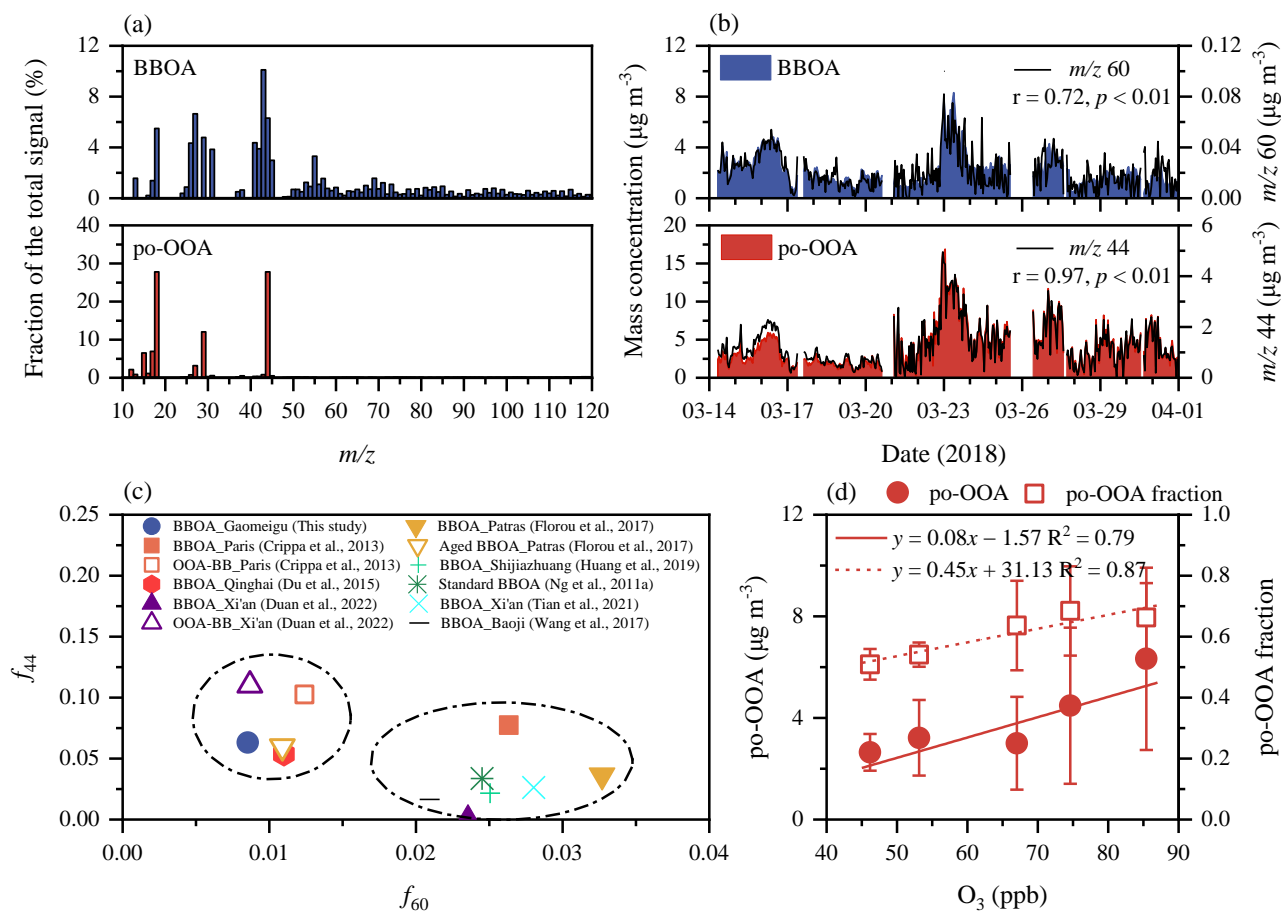 (a)
BBOA
po-OOA
Fraction of the total signal (%)
12
8
4
0
40
30
20
10
0
10 20 30 40 50 60 70 80 90 100 110 120
m/z
(b)
BBOA
m/z 60
r = 0.72, p < 0.01
po-OOA
m/z 44
r = 0.97, p < 0.01
Mass concentration (μg m⁻³)
12
8
4
0
20
15
10
5
0
m/z 60 (μg m⁻³)
0.12
0.08
0.04
0.00
m/z 44 (μg m⁻³)
6
4
2
0
03-14 03-17 03-20 03-23 03-26 03-29 04-01
Date (2018)
(c)
BBOA_Gaomeigu (This study)
BBOA_Paris (Crippa et al., 2013)
OOA-BB_Paris (Crippa et al., 2013)
BBOA_Qinghai (Du et al., 2015)
BBOA_Xi'an (Duan et al., 2022)
OOA-BB_Xi'an (Duan et al., 2022)
BBOA_Patras (Florou et al., 2017)
Aged BBOA_Patras (Florou et al., 2017)
BBOA_Shijiazhuang (Huang et al., 2019)
Standard BBOA (Ng et al., 2011a)
BBOA_Xi'an (Tian et al., 2021)
BBOA_Baoji (Wang et al., 2017)
f₄₄
0.25
0.20
0.15
0.10
0.05
0.00
0.00 0.01 0.02 0.03 0.04
f₆₀
(d)
po-OOA
po-OOA fraction
y = 0.08x − 1.57 R² = 0.79
y = 0.45x + 31.13 R² = 0.87
po-OOA (μg m⁻³)
12
8
4
0
po-OOA fraction
1.0
0.8
0.6
0.4
0.2
0.0
40 50 60 70 80 90
O₃ (ppb)